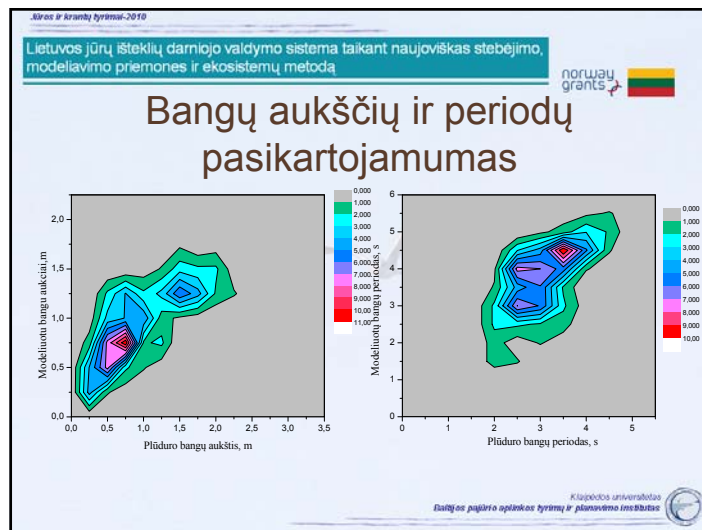 Jūros ir krantų tyrimai-2010
Lietuvos jūrų išteklių darniojo valdymo sistema taikant naujoviškas stebėjimo,
modeliavimo priemones ir ekosistemų metodą
norway
grants
Bangų aukščių ir periodų
pasikartojamumas
Modeliuotu bangu aukciai,m
2,0
1,5
1,0
0,5
0,0
0,0 0,5 1,0 1,5 2,0 2,5 3,0 3,5
Plūduro bangų aukštis, m
0,000
1,000
2,000
3,000
4,000
5,000
6,000
7,000
8,000
9,000
10,00
11,00
Modeliuotų bangų periodas, s
6
5
4
3
2
1
0
0 1 2 3 4 5
Plūduro bangų periodas, s
0,000
1,000
2,000
3,000
4,000
5,000
6,000
7,000
8,000
9,000
10,00
Klaipėdos universitetas
Baltijos pajūrio aplinkos tyrimų ir planavimo institutas